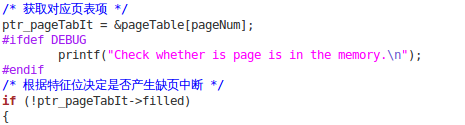 /* 获取对应页表项 */
ptr_pageTabIt = &pageTable[pageNum];
#ifdef DEBUG
printf("Check whether is page is in the memory.\n");
#endif
/* 根据特征位决定是否产生缺页中断 */
if (!ptr_pageTabIt->filled)
{